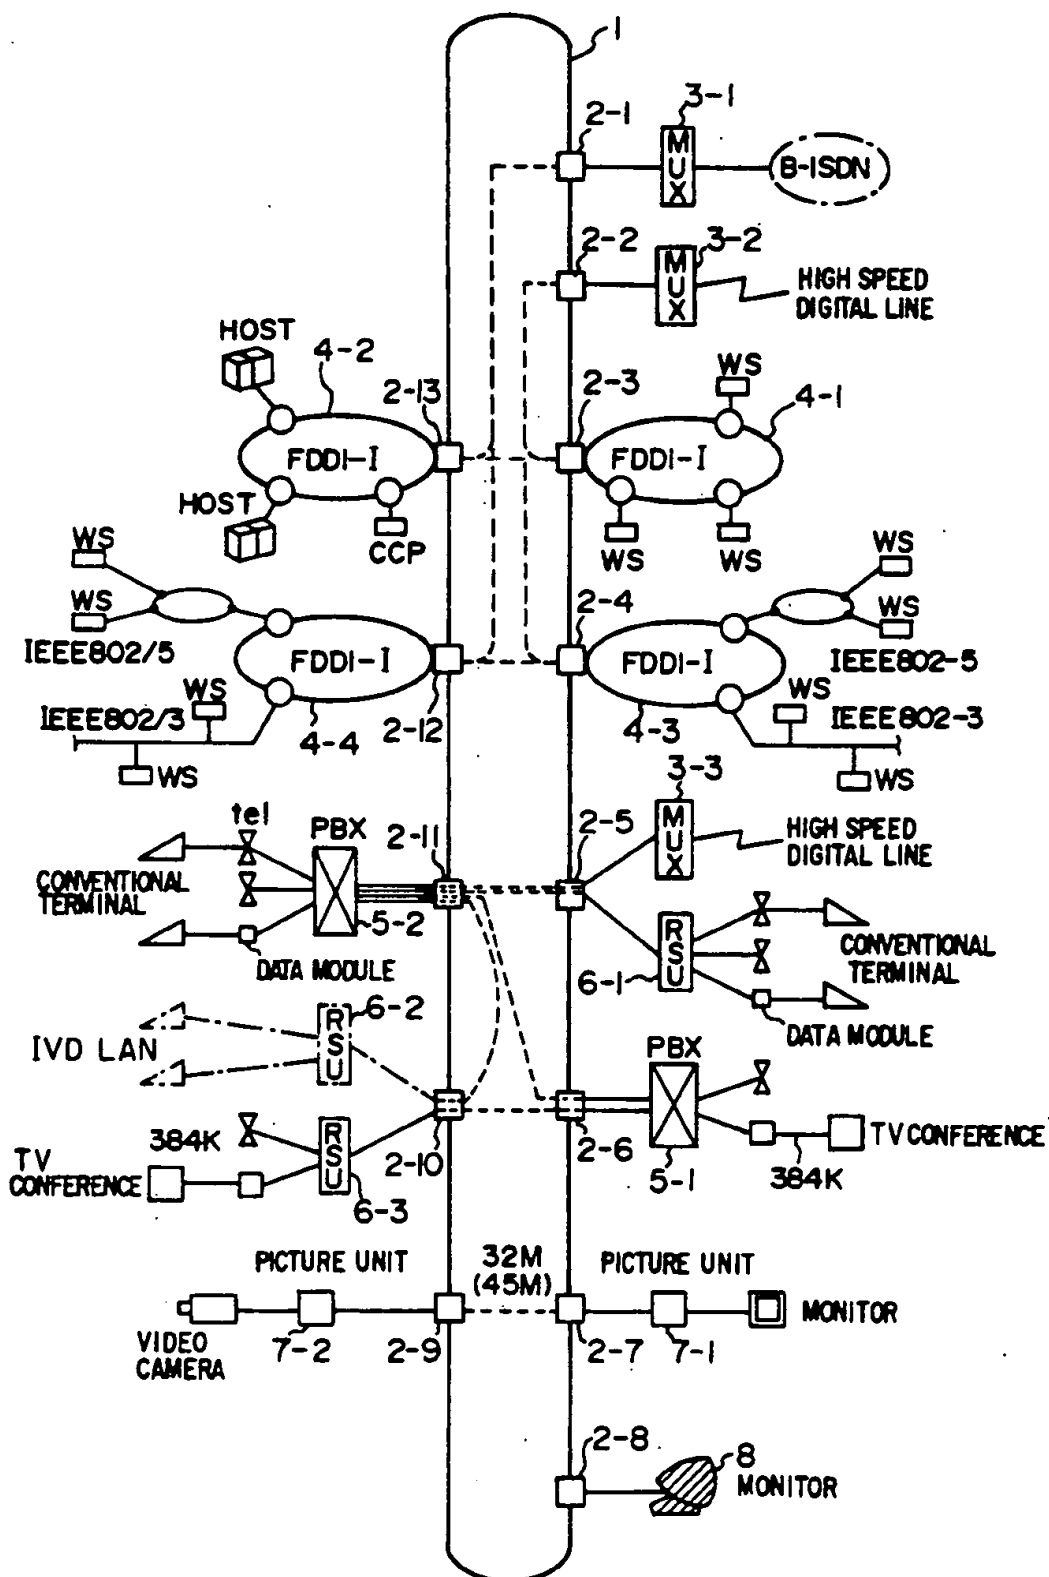 1
3-1
2-1
MUX
B-ISDN
2-2
3-2
MUX
HIGH SPEED
DIGITAL LINE
HOST
4-2
2-13
2-3
WS
4-1
FDDI-I
FDDI-I
HOST
CCP
WS
WS
WS
WS
IEEE802/5
2-4
WS
WS
IEEE802-5
FDDI-I
FDDI-I
WS
IEEE802/3
4-4
2-12
4-3
WS
IEEE802-3
WS
WS
3-3
tel
PBX
2-11
2-5
MUX
HIGH SPEED
DIGITAL LINE
CONVENTIONAL
TERMINAL
5-2
DATA MODULE
RSU
6-1
CONVENTIONAL
TERMINAL
DATA MODULE
6-2
RSU
IVD LAN
PBX
384K
RSU
TV
CONFERENCE
6-3
2-10
2-6
5-1
384K
TV CONFERENCE
PICTURE UNIT
32M
(45M)
PICTURE UNIT
MONITOR
VIDEO
CAMERA
7-2
2-9
2-7
7-1
2-8
8
MONITOR